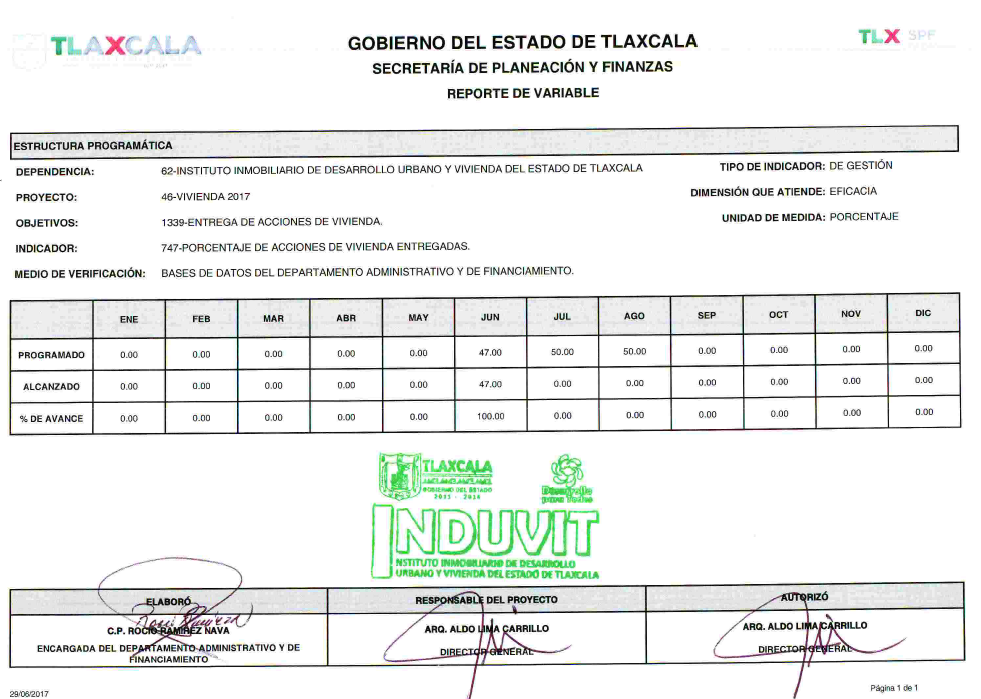 TLAXCALA
GOBIERNO DEL ESTADO DE TLAXCALA
TLX SPF
SECRETARÍA DE PLANEACIÓN Y FINANZAS
REPORTE DE VARIABLE
ESTRUCTURA PROGRAMÁTICA
DEPENDENCIA: 62-INSTITUTO INMOBILIARIO DE DESARROLLO URBANO Y VIVIENDA DEL ESTADO DE TLAXCALA TIPO DE INDICADOR: DE GESTIÓN
PROYECTO: 46-VIVIENDA 2017 DIMENSIÓN QUE ATIENDE: EFICACIA
OBJETIVOS: 1339-ENTREGA DE ACCIONES DE VIVIENDA. UNIDAD DE MEDIDA: PORCENTAJE
INDICADOR: 747-PORCENTAJE DE ACCIONES DE VIVIENDA ENTREGADAS.
MEDIO DE VERIFICACIÓN: BASES DE DATOS DEL DEPARTAMENTO ADMINISTRATIVO Y DE FINANCIAMIENTO.
ENE FEB MAR ABR MAY JUN JUL AGO SEP OCT NOV DIC
PROGRAMADO 0.00 0.00 0.00 0.00 0.00 47.00 50.00 50.00 0.00 0.00 0.00 0.00
ALCANZADO 0.00 0.00 0.00 0.00 0.00 47.00 0.00 0.00 0.00 0.00 0.00 0.00
% DE AVANCE 0.00 0.00 0.00 0.00 0.00 100.00 0.00 0.00 0.00 0.00 0.00 0.00
TLAXCALA
GOBIERNO DEL ESTADO
2011 - 2016
Desarrollo
para Todos
INDUVIT
INSTITUTO INMOBILIARIO DE DESARROLLO
URBANO Y VIVIENDA DEL ESTADO DE TLAXCALA
ELABORÓ RESPONSABLE DEL PROYECTO AUTORIZÓ
C.P. ROCIO RAMIREZ NAVA ARQ. ALDO LIMA CARRILLO ARQ. ALDO LIMA CARRILLO
ENCARGADA DEL DEPARTAMENTO ADMINISTRATIVO Y DE
FINANCIAMIENTO
DIRECTOR GENERAL DIRECTOR GENERAL
29/06/2017 Página 1 de 1